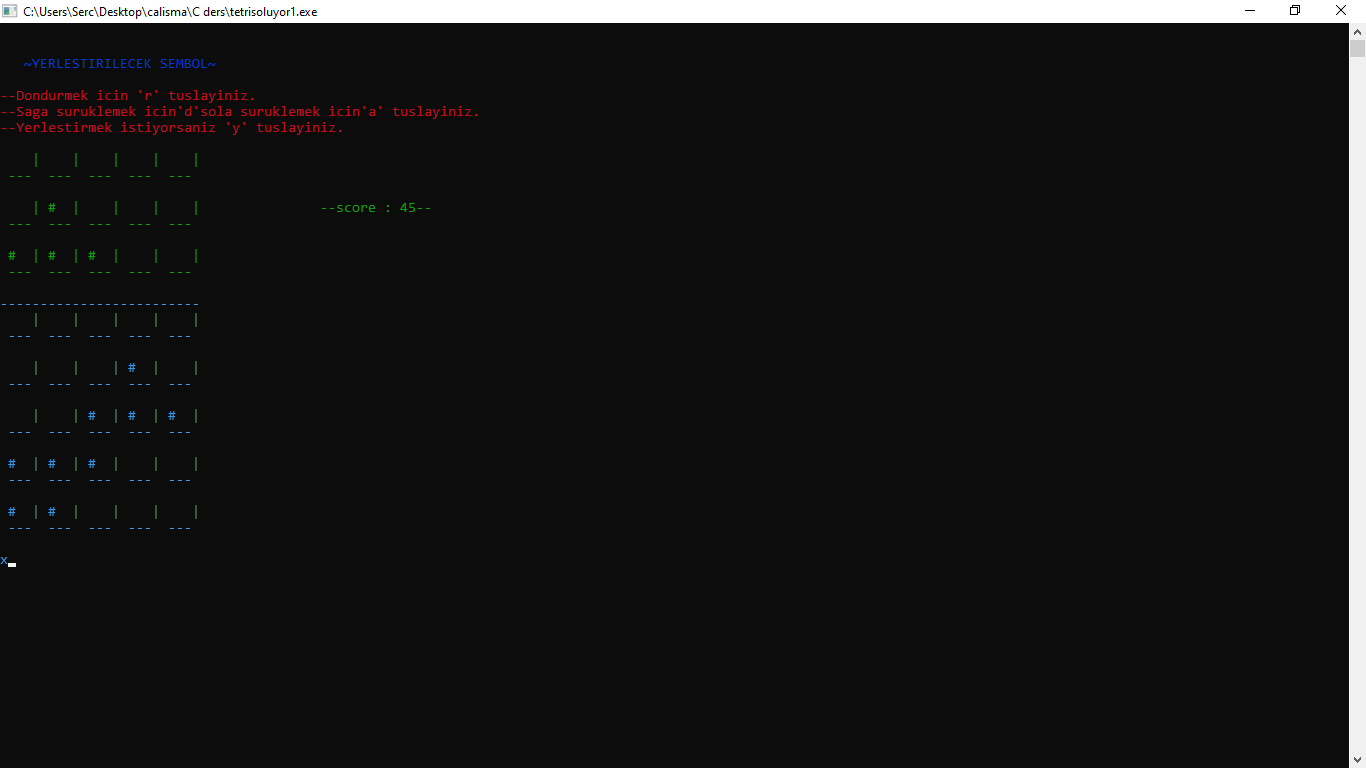 C:\Users\Serc\Desktop\calisma\C ders\tetrisoluyor1.exe
~YERLESTIRILECEK SEMBOL~
--Dondurmek icin 'r' tuslayiniz.
--Saga suruklemek icin'd'sola suruklemek icin'a' tuslayiniz.
--Yerlestirmek istiyorsaniz 'y' tuslayiniz.
    |    |    |    |    |
 ---  ---  ---  ---  ---
    | #  |    |    |    |               --score : 45--
 ---  ---  ---  ---  ---
 #  | #  | #  |    |    |
 ---  ---  ---  ---  ---
-------------------------
    |    |    |    |    |
 ---  ---  ---  ---  ---
    |    |    | #  |    |
 ---  ---  ---  ---  ---
    |    | #  | #  | #  |
 ---  ---  ---  ---  ---
 #  | #  | #  |    |    |
 ---  ---  ---  ---  ---
 #  | #  |    |    |    |
 ---  ---  ---  ---  ---
x